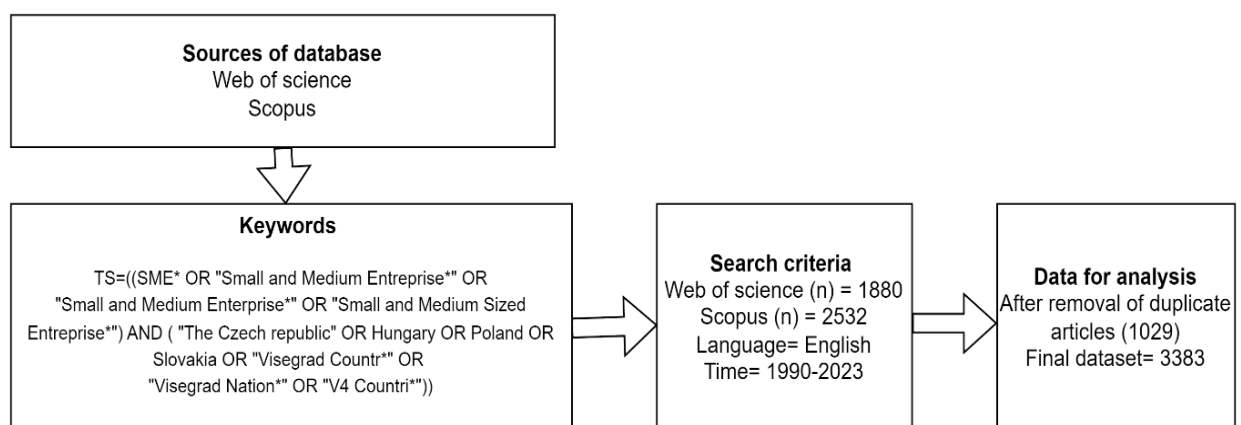 Sources of database
Web of science
Scopus
Keywords
TS=((SME* OR "Small and Medium Entreprise*" OR
"Small and Medium Enterprise*" OR "Small and Medium Sized
Entreprise*") AND ( "The Czech republic" OR Hungary OR Poland OR
Slovakia OR "Visegrad Countr*" OR
"Visegrad Nation*" OR "V4 Countri*"))
Search criteria
Web of science (n) = 1880
Scopus (n) = 2532
Language= English
Time= 1990-2023
Data for analysis
After removal of duplicate
articles (1029)
Final dataset= 3383